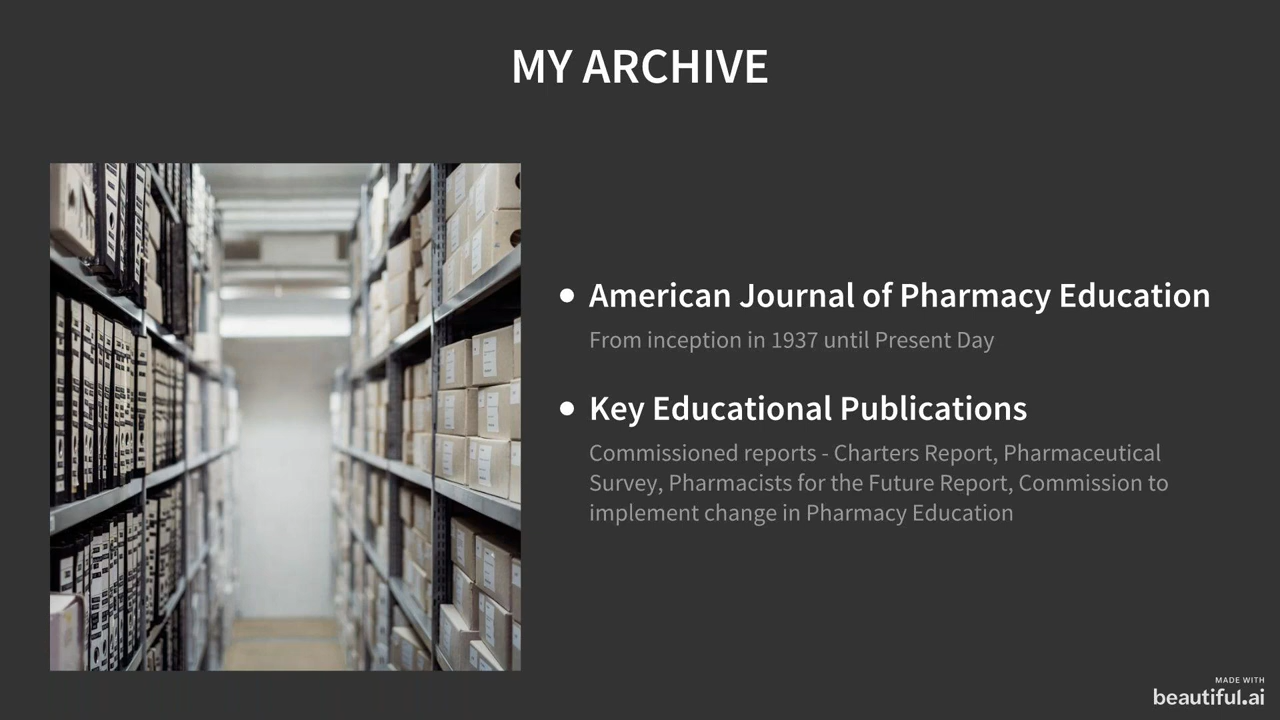 MY ARCHIVE
• American Journal of Pharmacy Education
From inception in 1937 until Present Day
• Key Educational Publications
Commissioned reports - Charters Report, Pharmaceutical
Survey, Pharmacists for the Future Report, Commission to
implement change in Pharmacy Education
MADE WITH
beautiful.ai